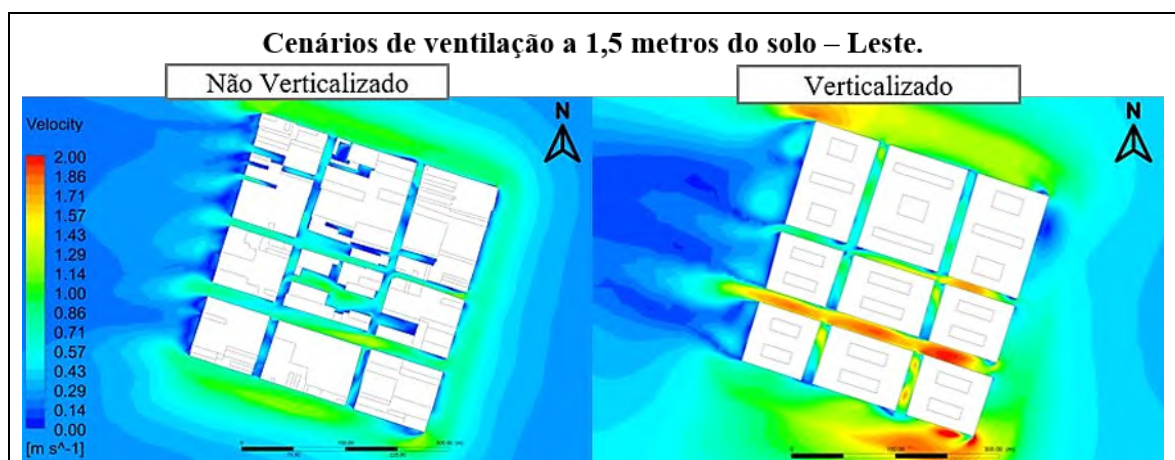 Cenários de ventilação a 1,5 metros do solo – Leste.
Não Verticalizado
Verticalizado
Velocity
2.00
1.86
1.71
1.57
1.43
1.29
1.14
1.00
0.86
0.71
0.57
0.43
0.29
0.14
0.00
[m s^-1]
N
N